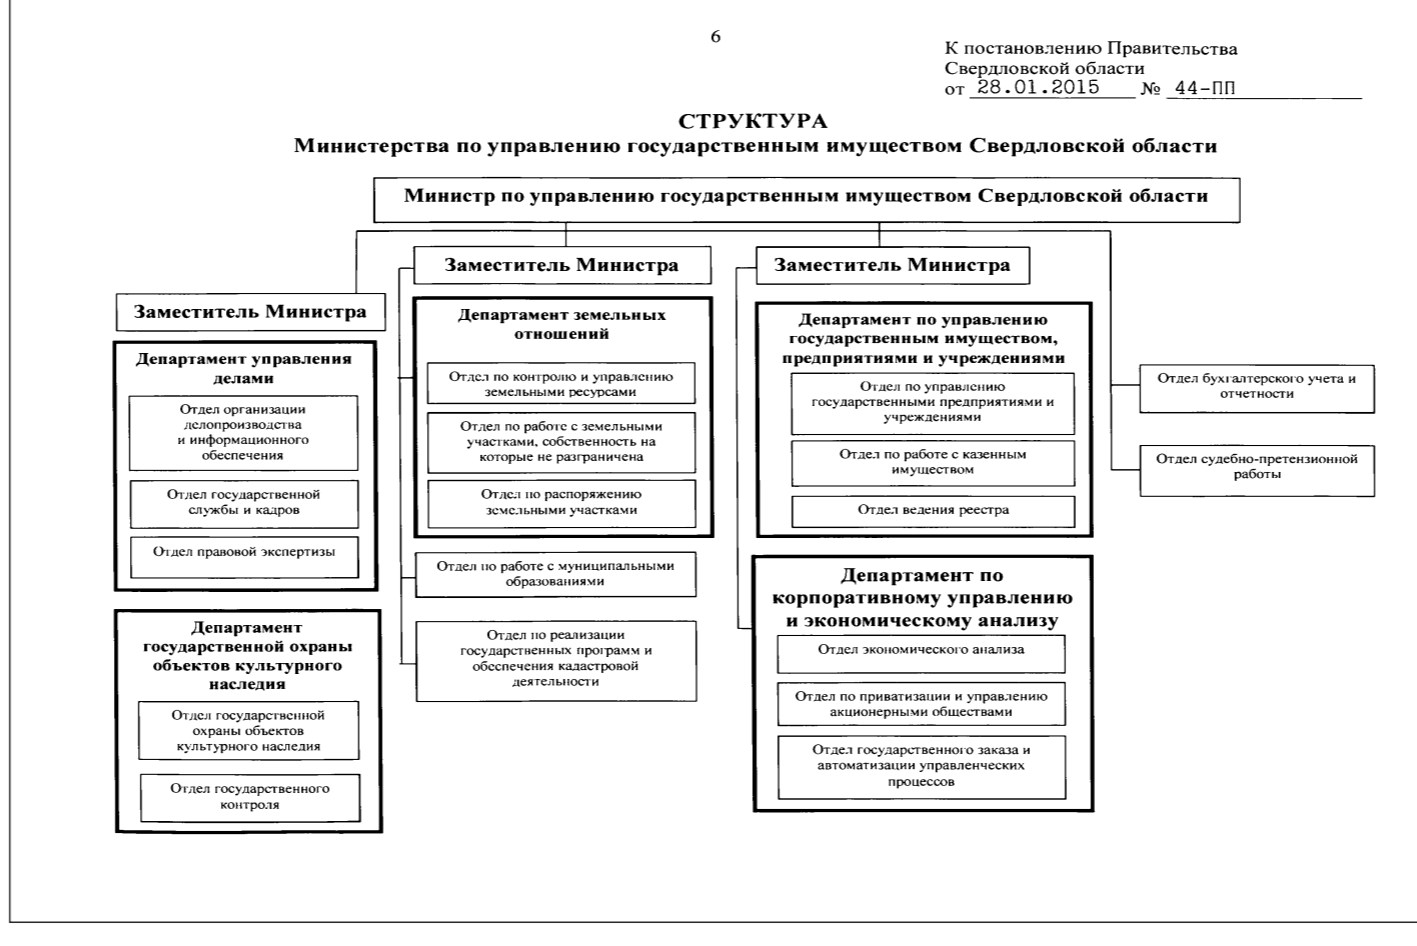 6
К постановлению Правительства
Свердловской области
от 28.01.2015 № 44-ПП
СТРУКТУРА
Министерства по управлению государственным имуществом Свердловской области
Министр по управлению государственным имуществом Свердловской области
Заместитель Министра
Департамент управления
делами
Отдел организации
делопроизводства
и информационного
обеспечения
Отдел государственной
службы и кадров
Отдел правовой экспертизы
Департамент
государственной охраны
объектов культурного
наследия
Отдел государственной
охраны объектов
культурного наследия
Отдел государственного
контроля
Заместитель Министра
Департамент земельных
отношений
Отдел по контролю и управлению
земельными ресурсами
Отдел по работе с земельными
участками, собственность на
которые не разграничена
Отдел по распоряжению
земельными участками
Отдел по работе с муниципальными
образованиями
Отдел по реализации
государственных программ и
обеспечения кадастровой
деятельности
Заместитель Министра
Департамент по управлению
государственным имуществом,
предприятиями и учреждениями
Отдел по управлению
государственными предприятиями и
учреждениями
Отдел по работе с казенным
имуществом
Отдел ведения реестра
Департамент по
корпоративному управлению
и экономическому анализу
Отдел экономического анализа
Отдел по приватизации и управлению
акционерными обществами
Отдел государственного заказа и
автоматизации управленческих
процессов
Отдел бухгалтерского учета и
отчетности
Отдел судебно-претензионной
работы